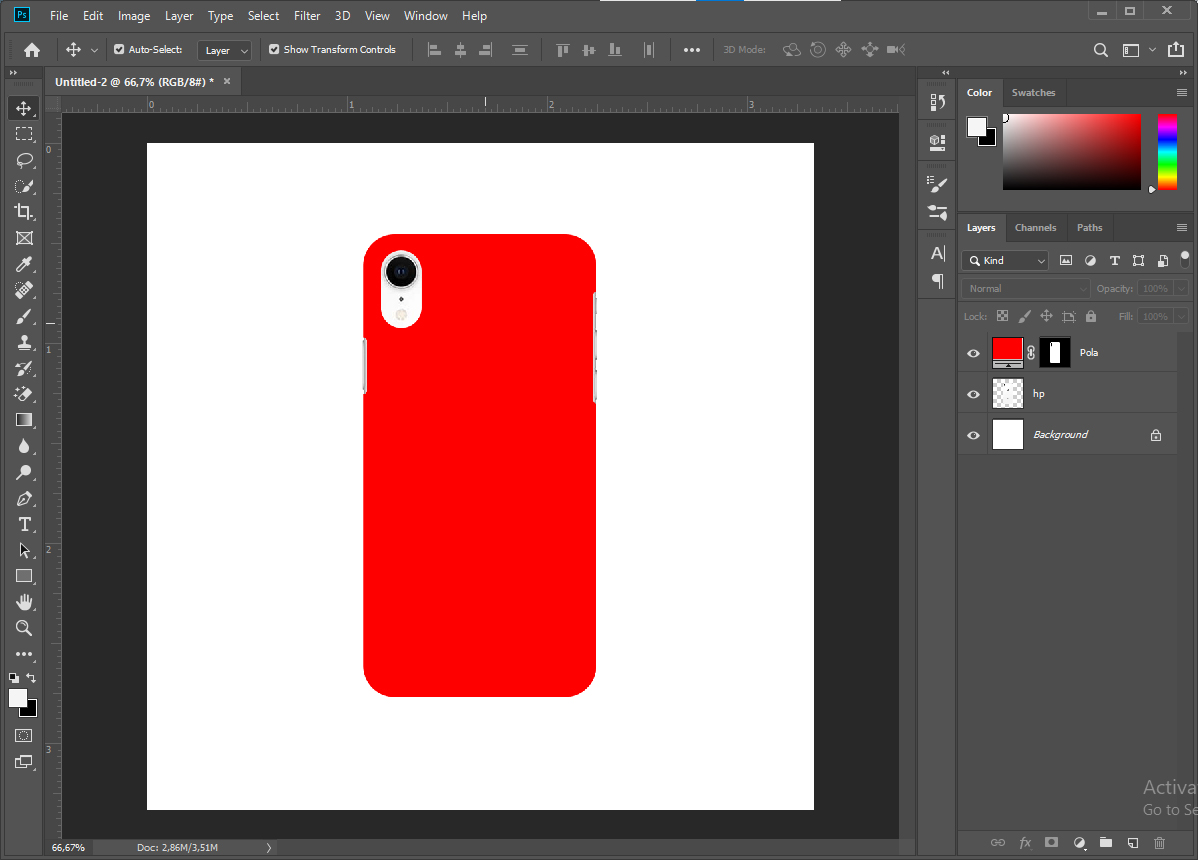 Ps File Edit Image Layer Type Select Filter 3D View Window Help
Auto-Select: Layer Show Transform Controls 3D Mode:
Untitled-2 @ 66,7% (RGB/8#) * ×
0 1 2 3
0
1
2
3
Color Swatches
Layers Channels Paths
Kind
Normal Opacity: 100%
Lock: Fill: 100%
Pola
hp
Background
Activa
Go to Se
66,67% Doc: 2,86M/3,51M